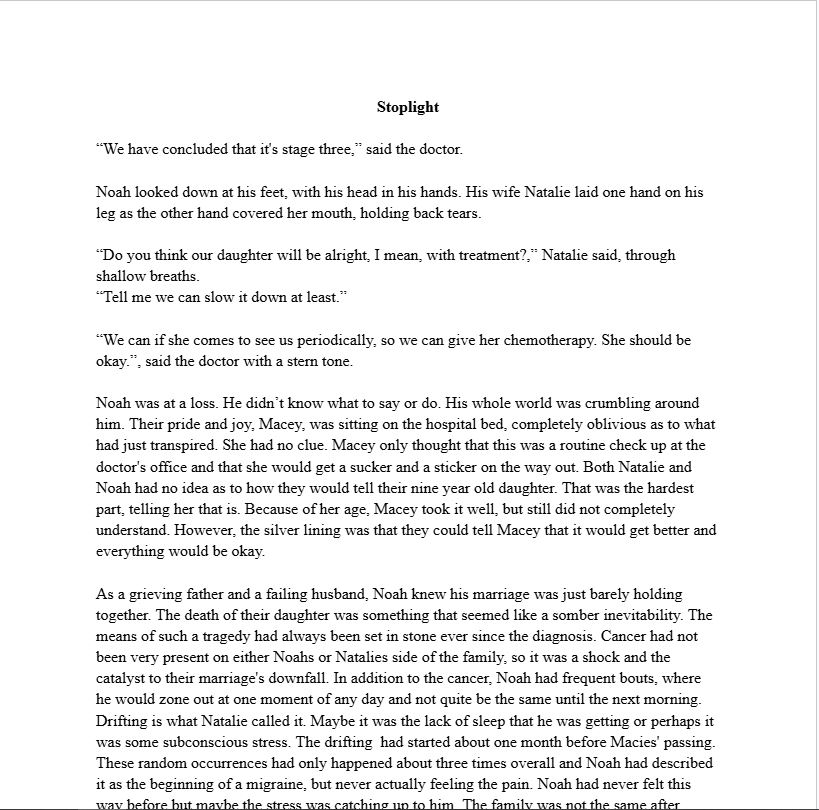 Stoplight
“We have concluded that it's stage three,” said the doctor.
Noah looked down at his feet, with his head in his hands. His wife Natalie laid one hand on his
leg as the other hand covered her mouth, holding back tears.
“Do you think our daughter will be alright, I mean, with treatment?,” Natalie said, through
shallow breaths.
“Tell me we can slow it down at least.”
“We can if she comes to see us periodically, so we can give her chemotherapy. She should be
okay.”, said the doctor with a stern tone.
Noah was at a loss. He didn’t know what to say or do. His whole world was crumbling around
him. Their pride and joy, Macey, was sitting on the hospital bed, completely oblivious as to what
had just transpired. She had no clue. Macey only thought that this was a routine check up at the
doctor's office and that she would get a sucker and a sticker on the way out. Both Natalie and
Noah had no idea as to how they would tell their nine year old daughter. That was the hardest
part, telling her that is. Because of her age, Macey took it well, but still did not completely
understand. However, the silver lining was that they could tell Macey that it would get better and
everything would be okay.
As a grieving father and a failing husband, Noah knew his marriage was just barely holding
together. The death of their daughter was something that seemed like a somber inevitability. The
means of such a tragedy had always been set in stone ever since the diagnosis. Cancer had not
been very present on either Noahs or Natalies side of the family, so it was a shock and the
catalyst to their marriage's downfall. In addition to the cancer, Noah had frequent bouts, where
he would zone out at one moment of any day and not quite be the same until the next morning.
Drifting is what Natalie called it. Maybe it was the lack of sleep that he was getting or perhaps it
was some subconscious stress. The drifting  had started about one month before Macies' passing.
These random occurrences had only happened about three times overall and Noah had described
it as the beginning of a migraine, but never actually feeling the pain. Noah had never felt this
way before but maybe the stress was catching up to him. The family was not the same after